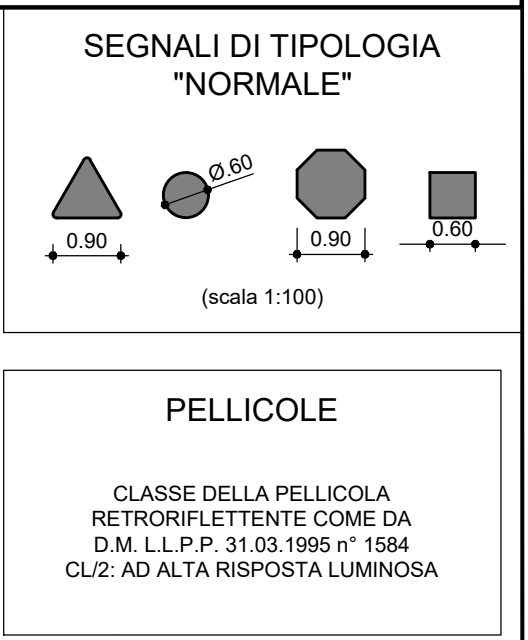 SEGNALI DI TIPOLOGIA
"NORMALE"
0.90
Ø.60
0.90
0.60
(scala 1:100)
PELLICOLE
CLASSE DELLA PELLICOLA
RETRORIFLETTENTE COME DA
D.M. L.L.P.P. 31.03.1995 n° 1584
CL/2: AD ALTA RISPOSTA LUMINOSA